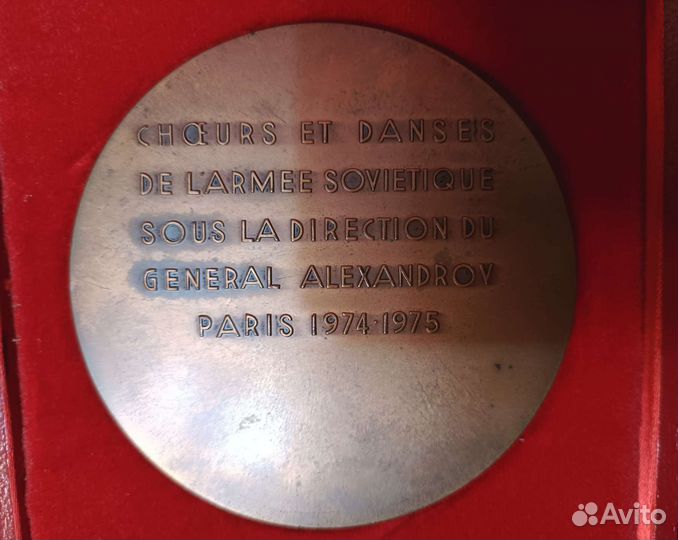 CHŒURS ET DANSES
DE L'ARMEE SOVIETIQUE
SOUS LA DIRECTION DU
GENERAL ALEXANDROV
PARIS 1974·1975
Avito